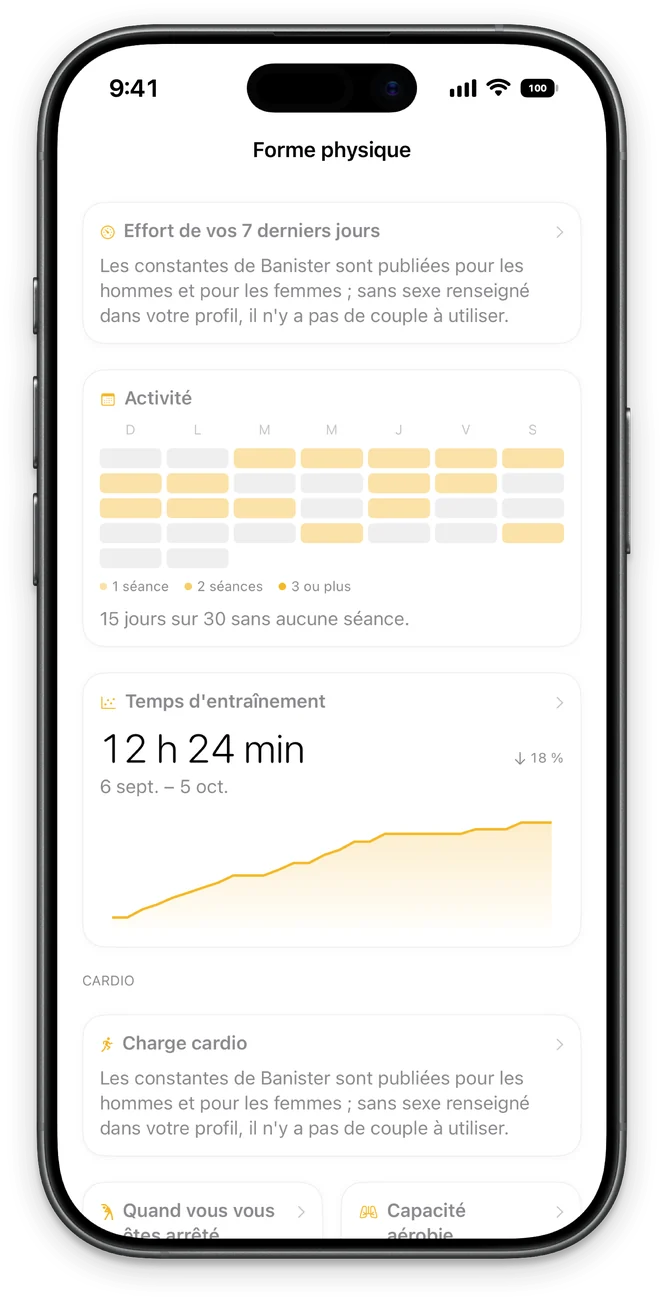 9:41
100
Forme physique
Effort de vos 7 derniers jours
Les constantes de Banister sont publiées pour les
hommes et pour les femmes ; sans sexe renseigné
dans votre profil, il n'y a pas de couple à utiliser.
Activité
D L M M J V S
1 séance 2 séances 3 ou plus
15 jours sur 30 sans aucune séance.
Temps d'entraînement
12 h 24 min
↓ 18 %
6 sept. – 5 oct.
CARDIO
Charge cardio
Les constantes de Banister sont publiées pour les
hommes et pour les femmes ; sans sexe renseigné
dans votre profil, il n'y a pas de couple à utiliser.
Quand vous vous
êtes arrêté
Capacité
aérobie